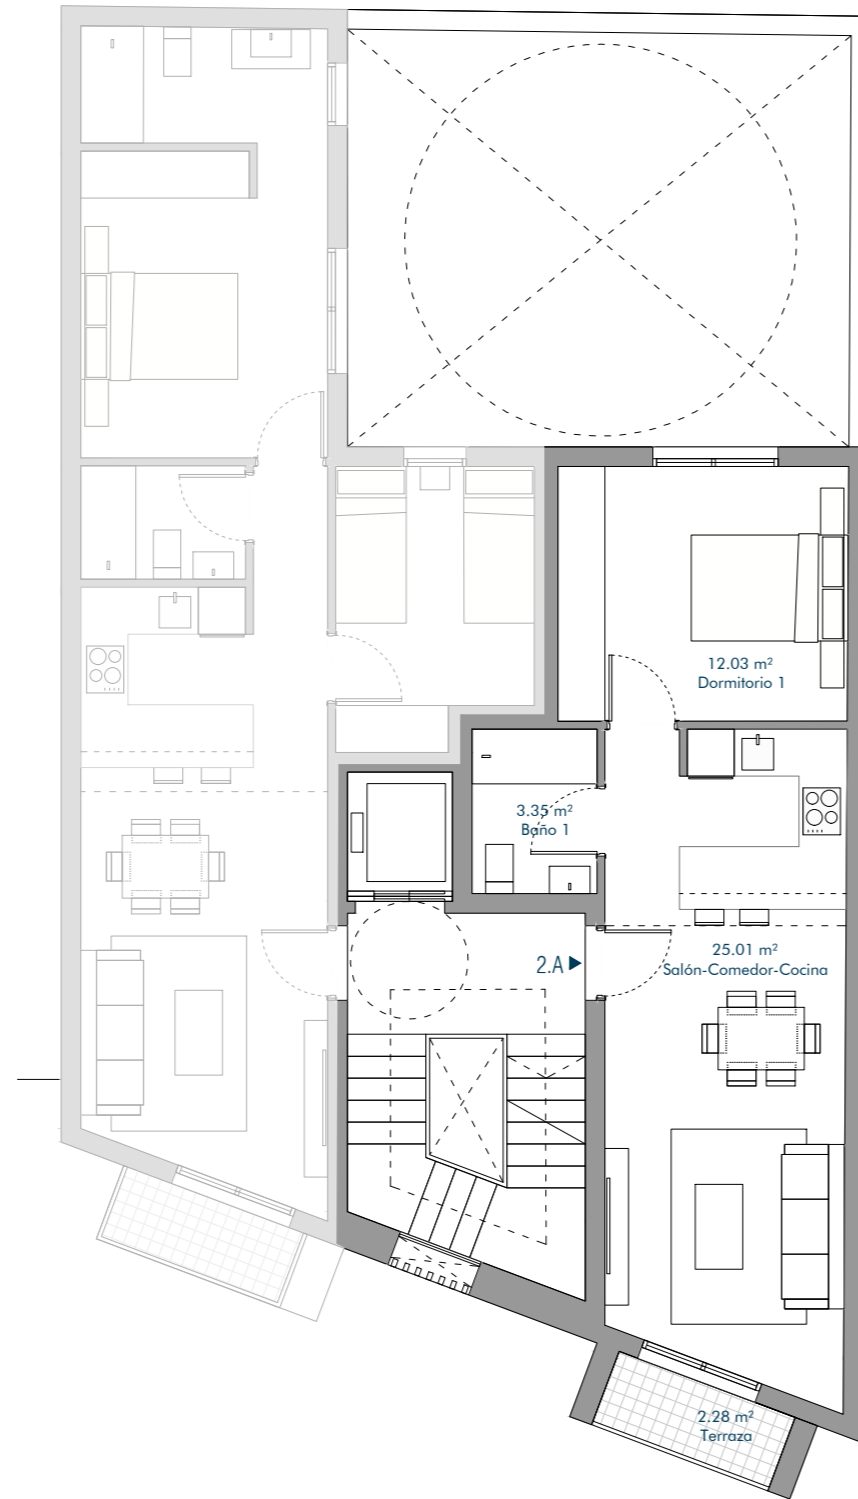 12.03 m²
Dormitorio 1
3.35 m²
Baño 1
2.A
25.01 m²
Salón-Comedor-Cocina
2.28 m²
Terraza